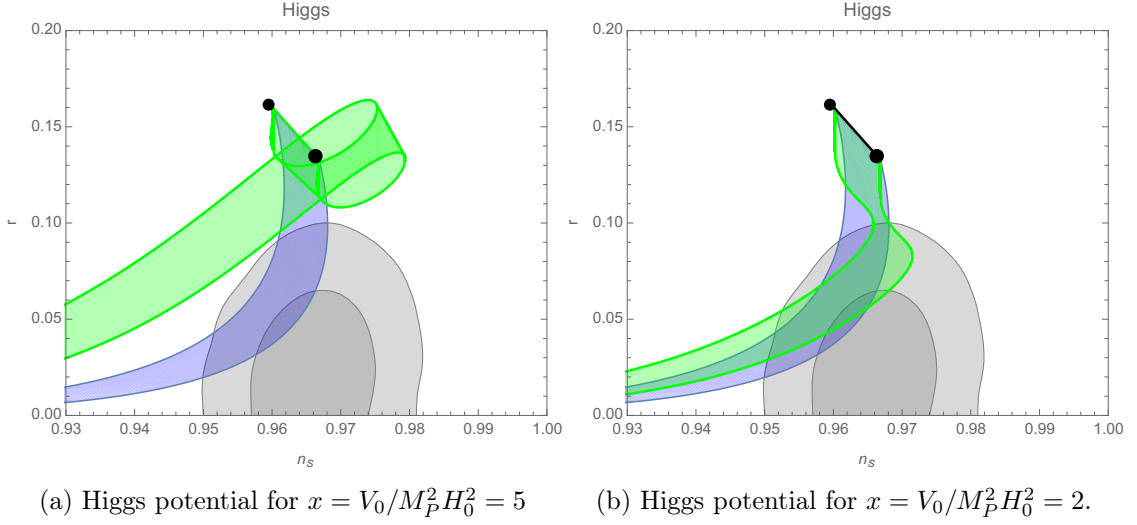 Higgs
0.20
0.15
0.10
0.05
0.00
r
0.93 0.94 0.95 0.96 0.97 0.98 0.99 1.00
n_s
(a) Higgs potential for x = V_0/M_P^2 H_0^2 = 5
Higgs
0.20
0.15
0.10
0.05
0.00
r
0.93 0.94 0.95 0.96 0.97 0.98 0.99 1.00
n_s
(b) Higgs potential for x = V_0/M_P^2 H_0^2 = 2.